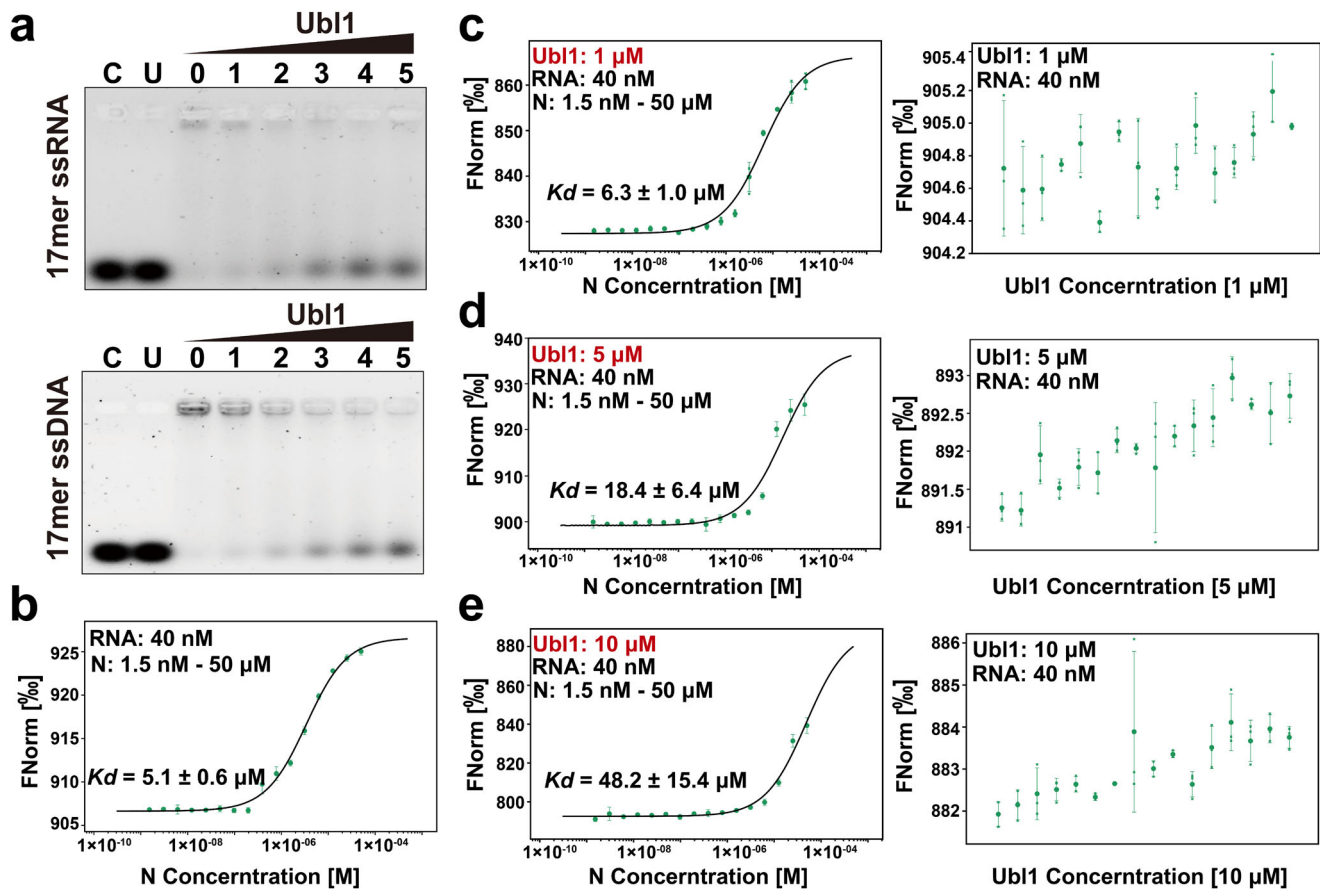 a
Ubl1
C U 0 1 2 3 4 5
17mer ssRNA
Ubl1
C U 0 1 2 3 4 5
17mer ssDNA
b
RNA: 40 nM
N: 1.5 nM - 50 µM
Kd = 5.1 ± 0.6 µM
FNorm [‰]
925
920
915
910
905
1×10-10 1×10-08 1×10-06 1×10-04
N Concerntration [M]
c
Ubl1: 1 µM
RNA: 40 nM
N: 1.5 nM - 50 µM
Kd = 6.3 ± 1.0 µM
FNorm [‰]
860
850
840
830
1×10-10 1×10-08 1×10-06 1×10-04
N Concerntration [M]
Ubl1: 1 µM
RNA: 40 nM
FNorm [‰]
905.4
905.2
905.0
904.8
904.6
904.4
904.2
Ubl1 Concerntration [1 µM]
d
Ubl1: 5 µM
RNA: 40 nM
N: 1.5 nM - 50 µM
Kd = 18.4 ± 6.4 µM
FNorm [‰]
940
930
920
910
900
1×10-10 1×10-08 1×10-06 1×10-04
N Concerntration [M]
Ubl1: 5 µM
RNA: 40 nM
FNorm [‰]
893
892.5
892
891.5
891
Ubl1 Concerntration [5 µM]
e
Ubl1: 10 µM
RNA: 40 nM
N: 1.5 nM - 50 µM
Kd = 48.2 ± 15.4 µM
FNorm [‰]
880
860
840
820
800
1×10-10 1×10-08 1×10-06 1×10-04
N Concerntration [M]
Ubl1: 10 µM
RNA: 40 nM
FNorm [‰]
886
885
884
883
882
Ubl1 Concerntration [10 µM]